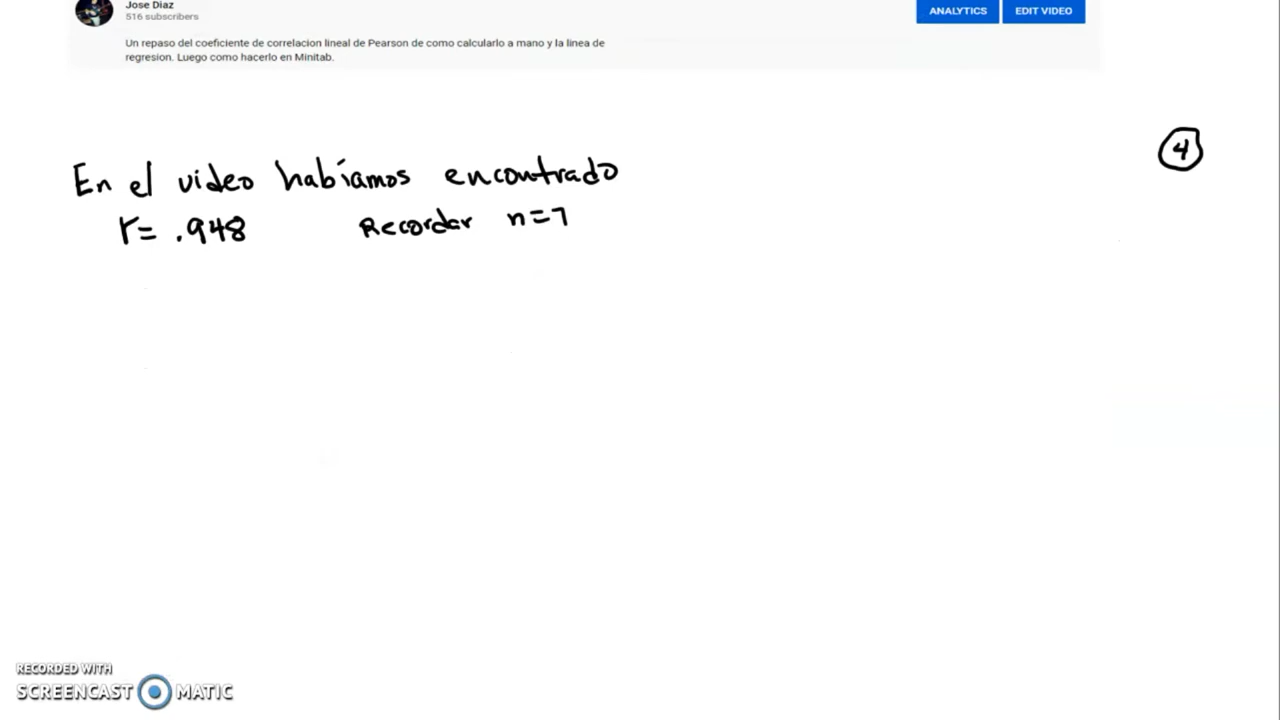 Jose Diaz
516 subscribers
ANALYTICS EDIT VIDEO
Un repaso del coeficiente de correlacion lineal de Pearson de como calcularlo a mano y la linea de
regresion. Luego como hacerlo en Minitab.
4
En el video habíamos encontrado
r = .948 Recordar n=7
RECORDED WITH
SCREENCAST MATIC